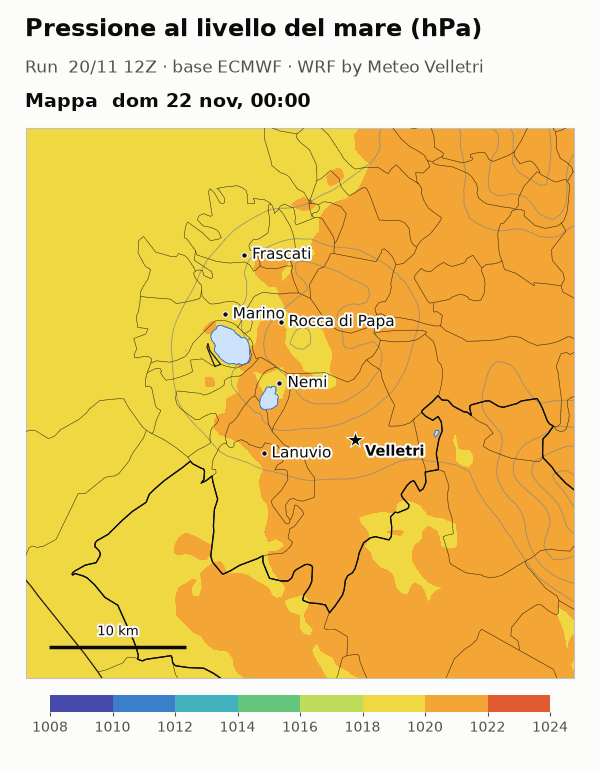 Pressione al livello del mare (hPa)
Run  20/11 12Z · base ECMWF · WRF by Meteo Velletri
Mappa  dom 22 nov, 00:00
Frascati
Marino
Rocca di Papa
Nemi
Velletri
Lanuvio
10 km
1008 1010 1012 1014 1016 1018 1020 1022 1024